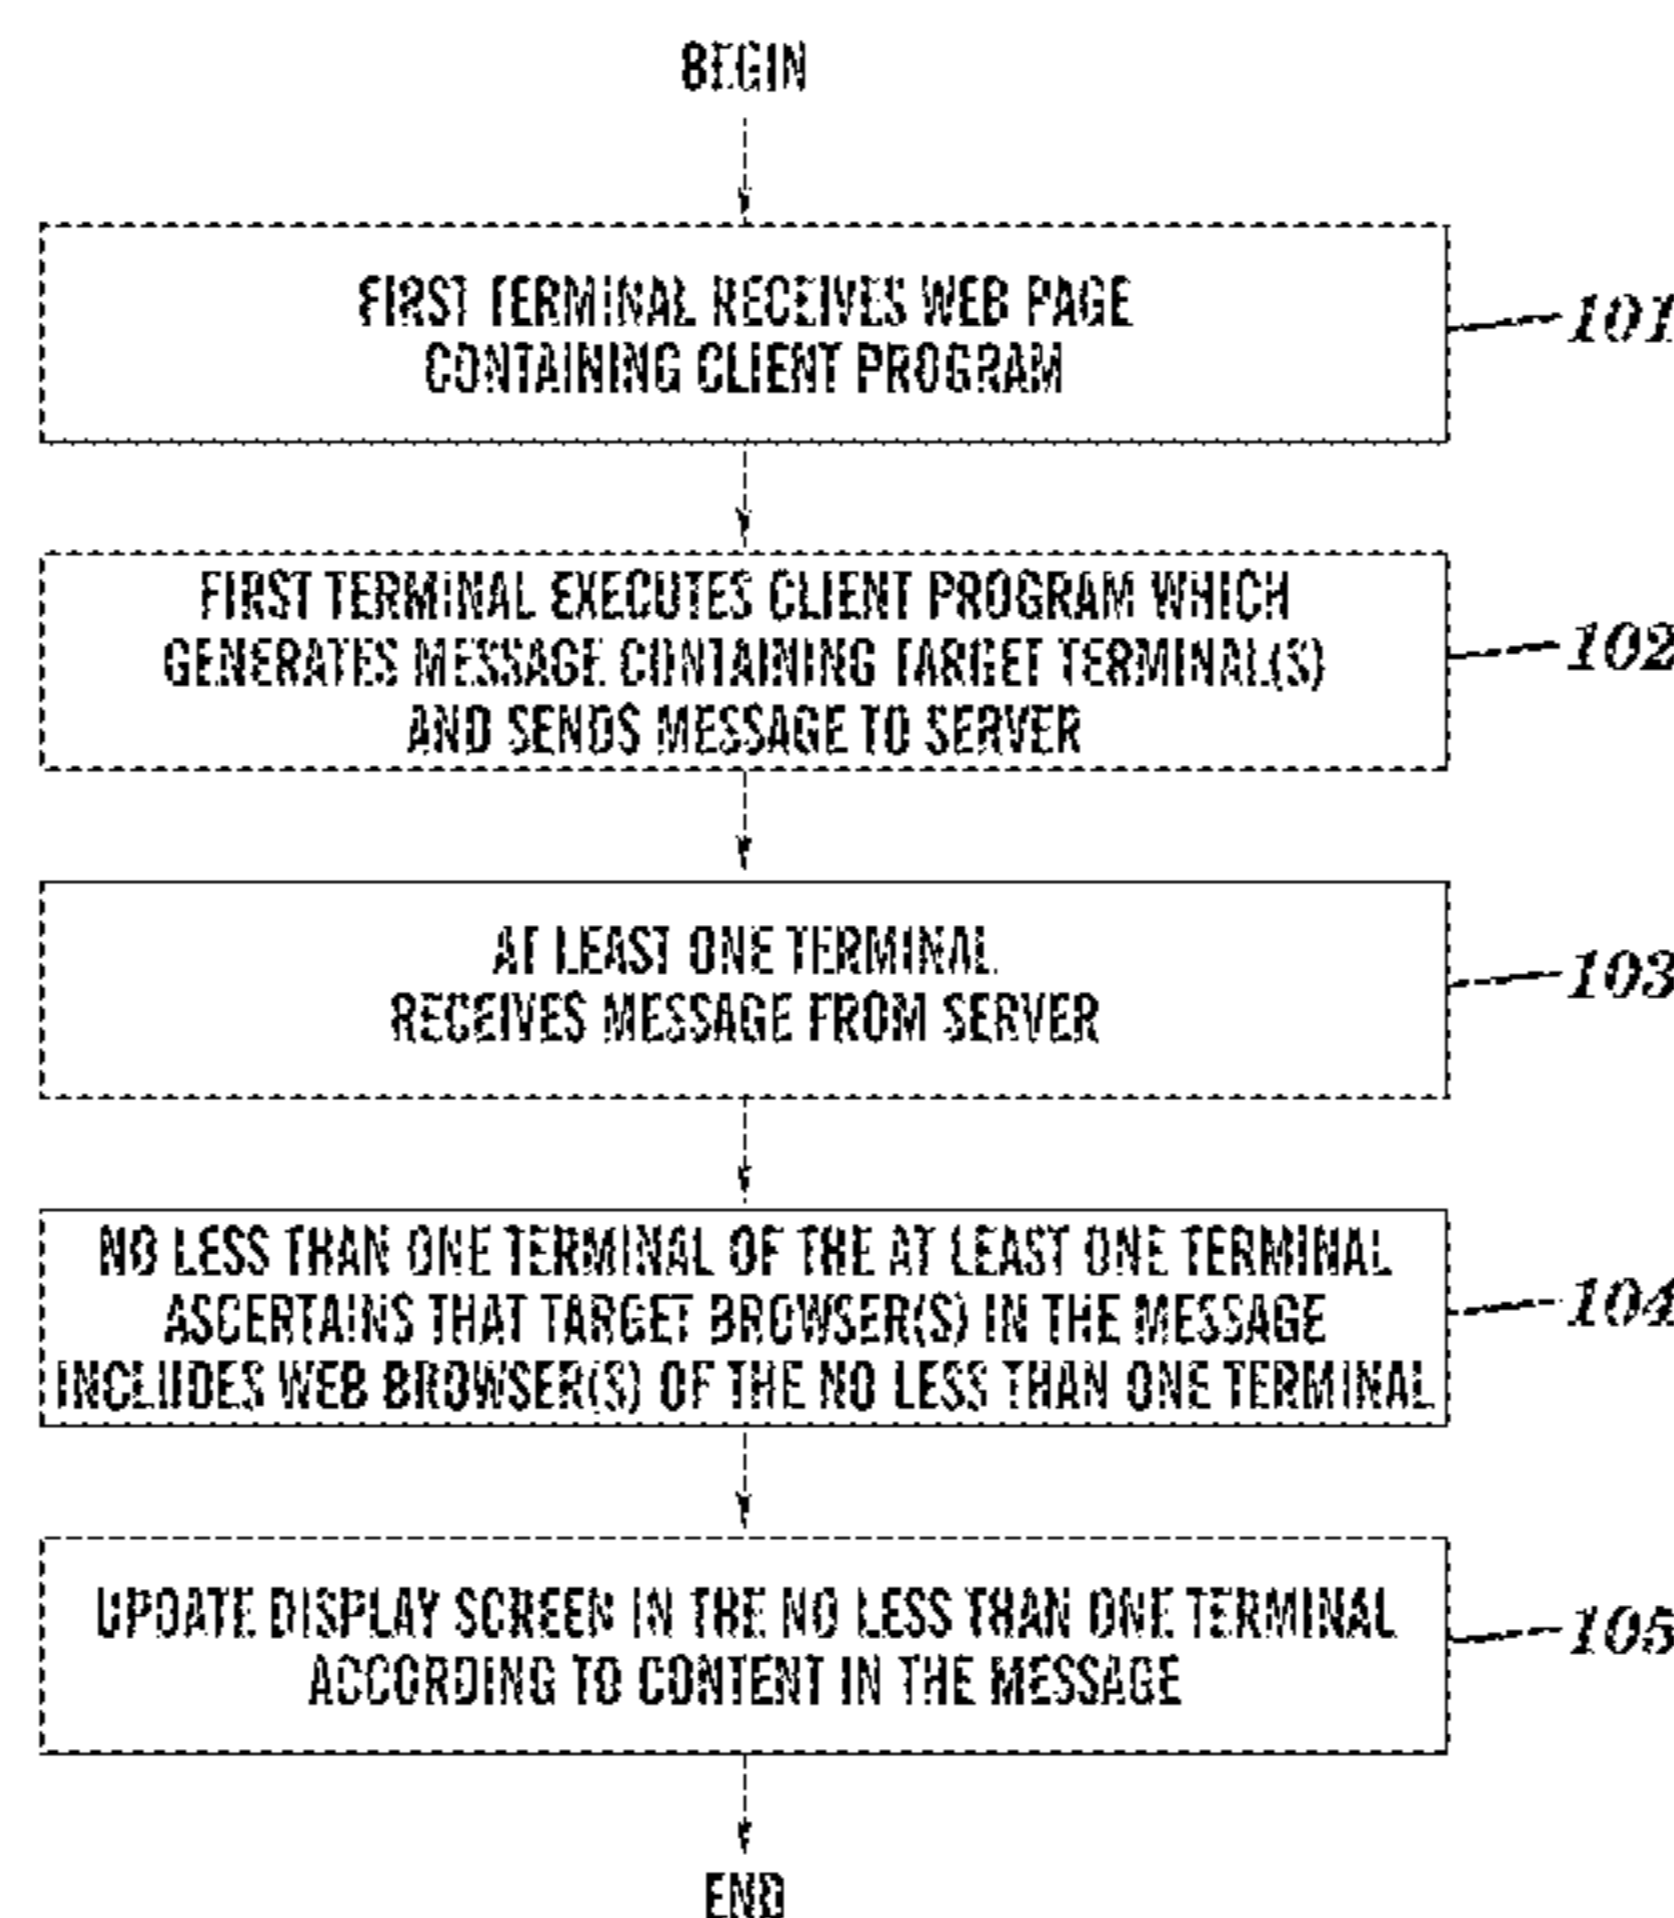 BEGIN
FIRST TERMINAL RECEIVES WEB PAGE
CONTAINING CLIENT PROGRAM
101
FIRST TERMINAL EXECUTES CLIENT PROGRAM WHICH
GENERATES MESSAGE CONTAINING TARGET TERMINAL(S)
AND SENDS MESSAGE TO SERVER
102
AT LEAST ONE TERMINAL
RECEIVES MESSAGE FROM SERVER
103
NO LESS THAN ONE TERMINAL OF THE AT LEAST ONE TERMINAL
ASCERTAINS THAT TARGET BROWSER(S) IN THE MESSAGE
INCLUDES WEB BROWSER(S) OF THE NO LESS THAN ONE TERMINAL
104
UPDATE DISPLAY SCREEN IN THE NO LESS THAN ONE TERMINAL
ACCORDING TO CONTENT IN THE MESSAGE
105
END